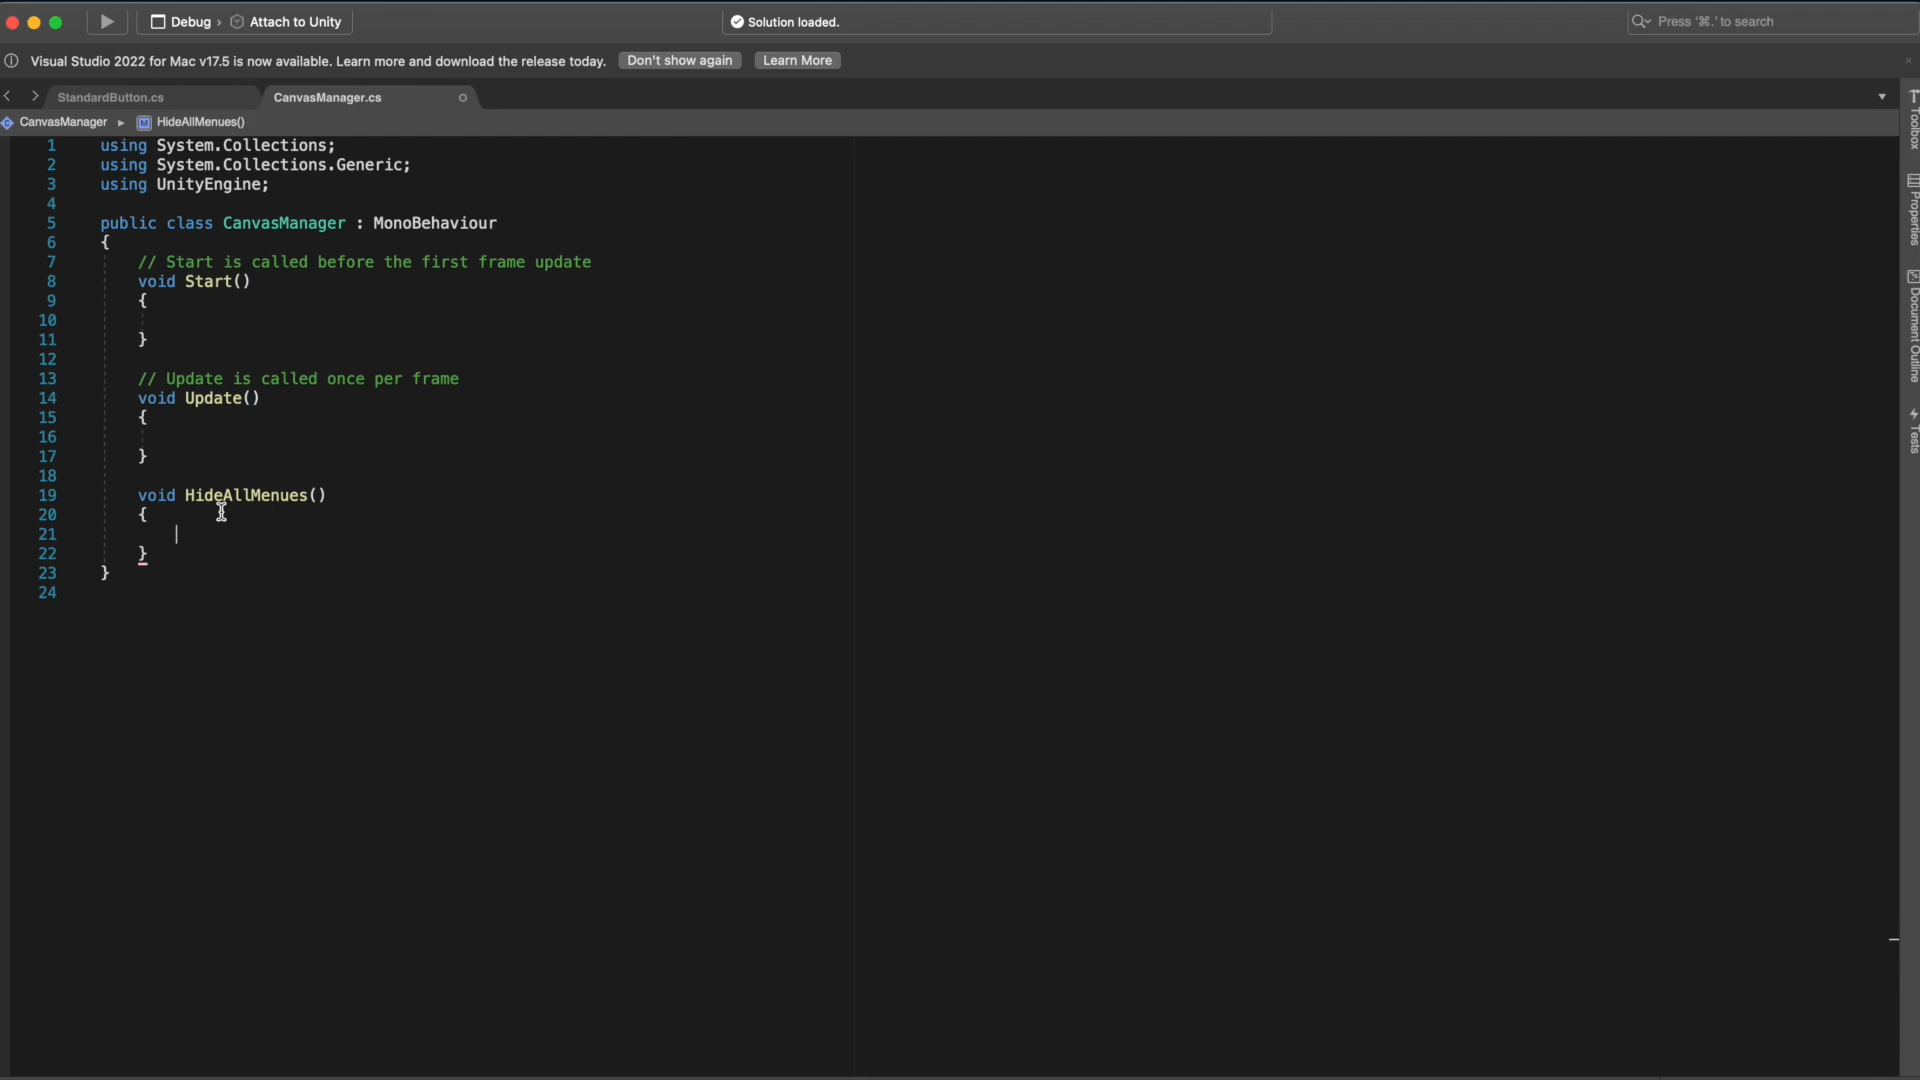 Debug › Attach to Unity
Solution loaded.
Press '⌘.' to search
Visual Studio 2022 for Mac v17.5 is now available. Learn more and download the release today.
Don't show again
Learn More
StandardButton.cs
CanvasManager.cs
CanvasManager ▸ M HideAllMenues()
1 using System.Collections;
2 using System.Collections.Generic;
3 using UnityEngine;
4
5 public class CanvasManager : MonoBehaviour
6 {
7 // Start is called before the first frame update
8 void Start()
9 {
10
11 }
12
13 // Update is called once per frame
14 void Update()
15 {
16
17 }
18
19 void HideAllMenues()
20 {
21
22 }
23 }
24
Toolbox
Properties
Document Outline
Tests